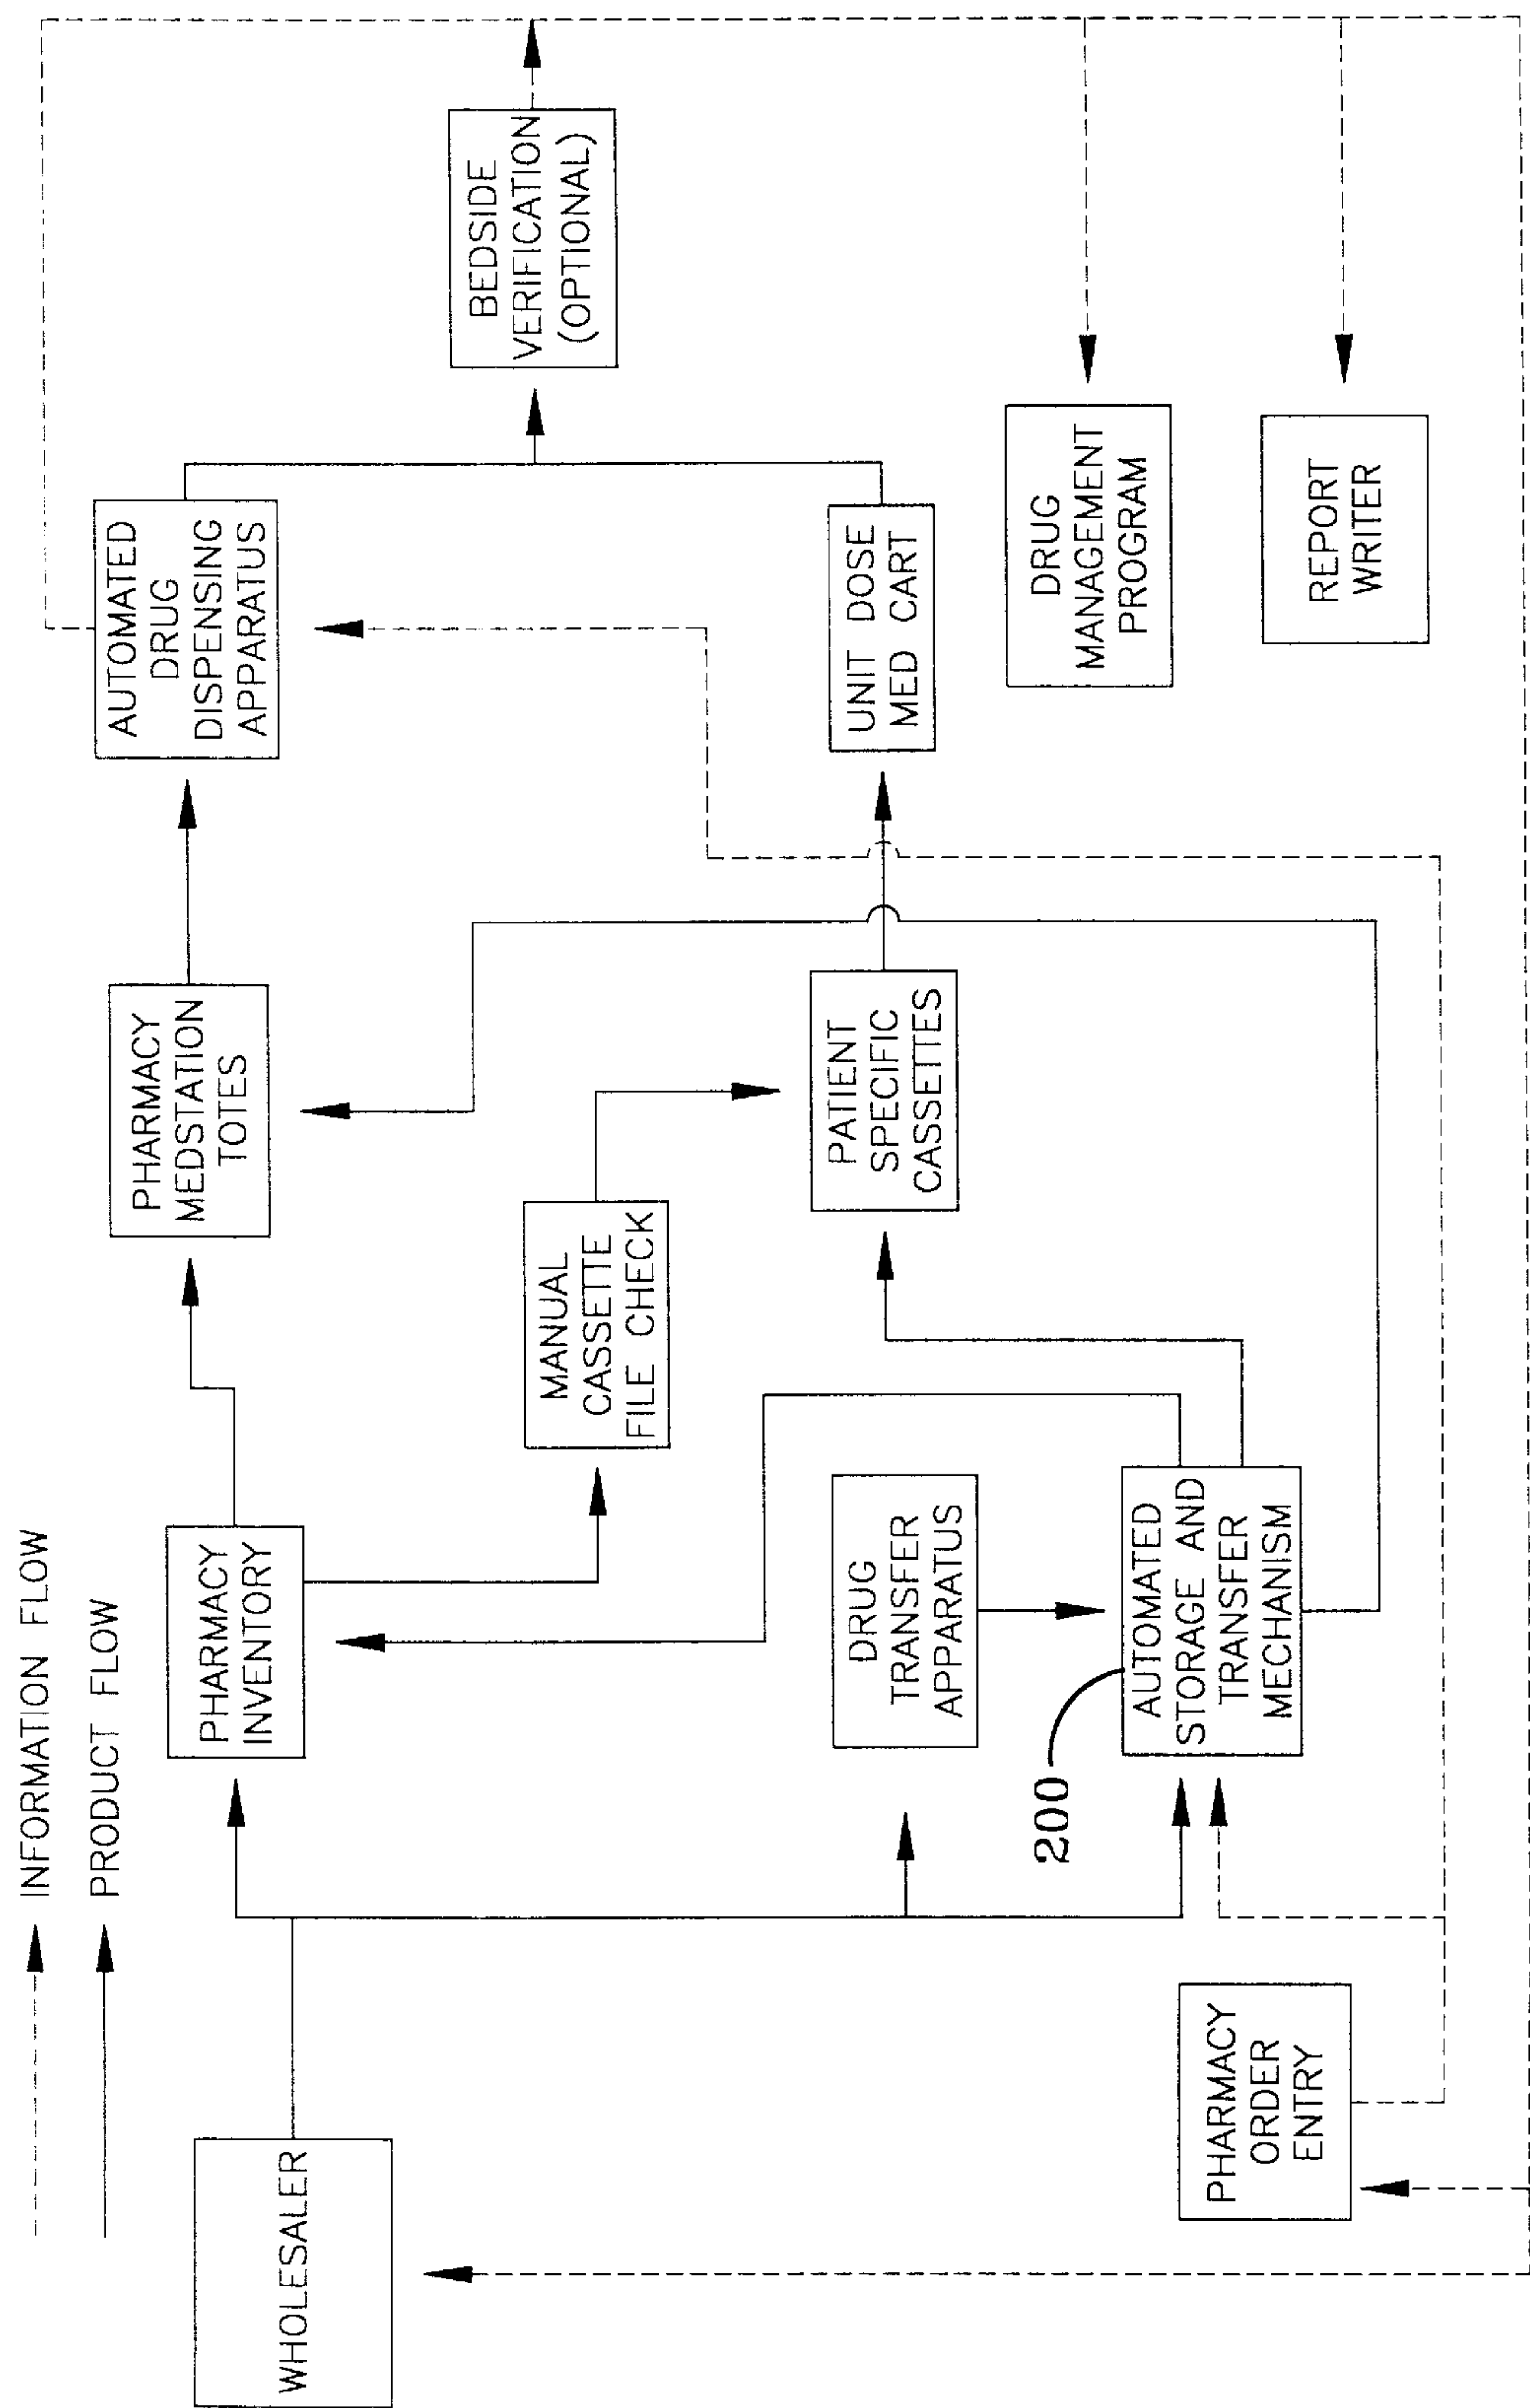 INFORMATION FLOW
PRODUCT FLOW
WHOLESALER
PHARMACY
INVENTORY
PHARMACY
MEDSTATION
TOTES
AUTOMATED
DRUG
DISPENSING
APPARATUS
MANUAL
CASSETTE
FILE CHECK
BEDSIDE
VERIFICATION
(OPTIONAL)
DRUG
TRANSFER
APPARATUS
PATIENT
SPECIFIC
CASSETTES
UNIT DOSE
MED CART
200
AUTOMATED
STORAGE AND
TRANSFER
MECHANISM
PHARMACY
ORDER
ENTRY
DRUG
MANAGEMENT
PROGRAM
REPORT
WRITER